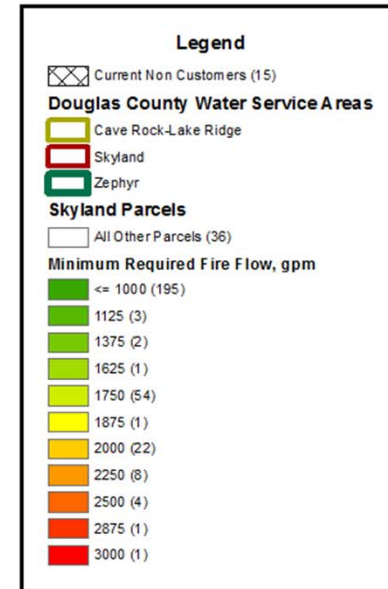 Legend
Current Non Customers (15)
Douglas County Water Service Areas
Cave Rock-Lake Ridge
Skyland
Zephyr
Skyland Parcels
All Other Parcels (36)
Minimum Required Fire Flow, gpm
<= 1000 (195)
1125 (3)
1375 (2)
1625 (1)
1750 (54)
1875 (1)
2000 (22)
2250 (8)
2500 (4)
2875 (1)
3000 (1)